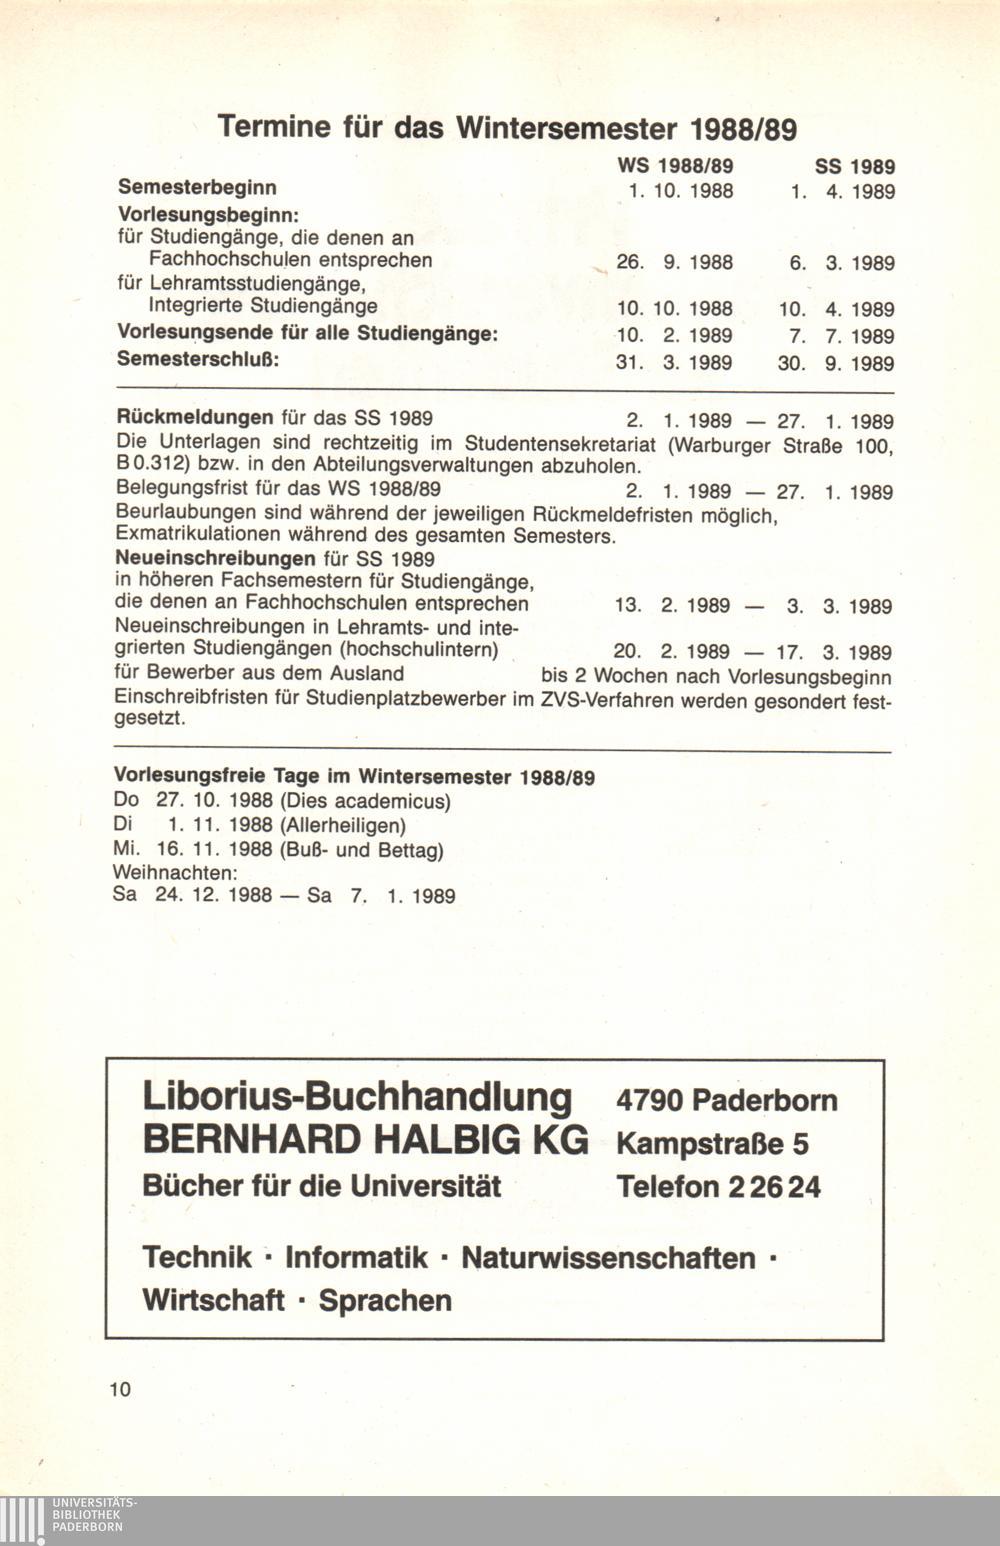 Termine für das Wintersemester 1988/89
WS 1988/89 SS 1989
Semesterbeginn 1. 10. 1988 1. 4. 1989
Vorlesungsbeginn:
für Studiengänge, die denen an
Fachhochschulen entsprechen 26. 9. 1988 6. 3. 1989
für Lehramtsstudiengänge,
Integrierte Studiengänge 10. 10. 1988 10. 4. 1989
Vorlesungsende für alle Studiengänge: 10. 2. 1989 7. 7. 1989
Semesterschluß: 31. 3. 1989 30. 9. 1989
Rückmeldungen für das SS 1989 2. 1. 1989 — 27. 1. 1989
Die Unterlagen sind rechtzeitig im Studentensekretariat (Warburger Straße 100,
B 0.312) bzw. in den Abteilungsverwaltungen abzuholen.
Belegungsfrist für das WS 1988/89 2. 1. 1989 — 27. 1. 1989
Beurlaubungen sind während der jeweiligen Rückmeldefristen möglich,
Exmatrikulationen während des gesamten Semesters.
Neueinschreibungen für SS 1989
in höheren Fachsemestern für Studiengänge,
die denen an Fachhochschulen entsprechen 13. 2. 1989 — 3. 3. 1989
Neueinschreibungen in Lehramts- und inte-
grierten Studiengängen (hochschulintern) 20. 2. 1989 — 17. 3. 1989
für Bewerber aus dem Ausland bis 2 Wochen nach Vorlesungsbeginn
Einschreibfristen für Studienplatzbewerber im ZVS-Verfahren werden gesondert fest-
gesetzt.
Vorlesungsfreie Tage im Wintersemester 1988/89
Do 27. 10. 1988 (Dies academicus)
Di 1. 11. 1988 (Allerheiligen)
Mi. 16. 11. 1988 (Buß- und Bettag)
Weihnachten:
Sa 24. 12. 1988 — Sa 7. 1. 1989
Liborius-Buchhandlung 4790 Paderborn
BERNHARD HALBIG KG Kampstraße 5
Bücher für die Universität Telefon 2 26 24
Technik · Informatik · Naturwissenschaften ·
Wirtschaft · Sprachen
10
UNIVERSITÄTS-
BIBLIOTHEK
PADERBORN